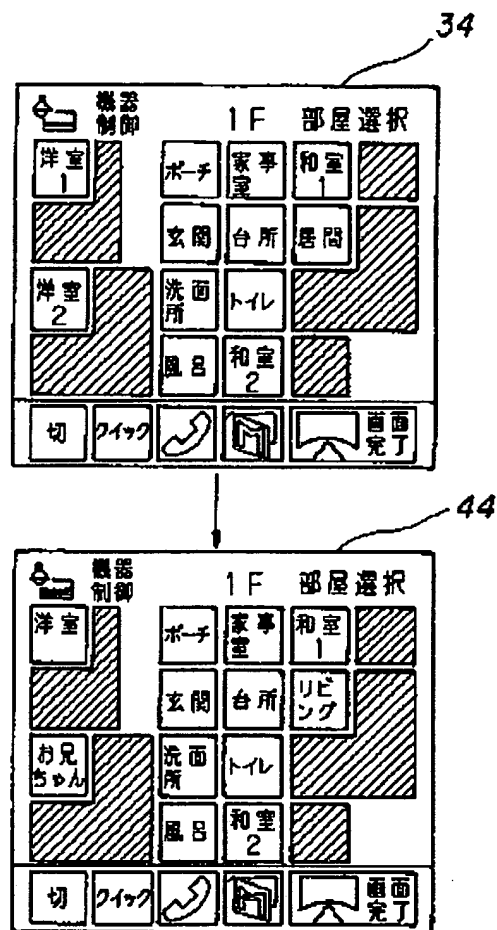 34
機器
制御
1F 部屋選択
洋室
1
ポーチ
家事
室
和室
1
玄関
台所
居間
洋室
2
洗面
所
トイレ
風呂
和室
2
切
クイック
画面
完了
44
機器
制御
1F 部屋選択
洋室
ポーチ
家事
室
和室
1
玄関
台所
リビ
ング
お兄
ちゃん
洗面
所
トイレ
風呂
和室
2
切
クイック
画面
完了